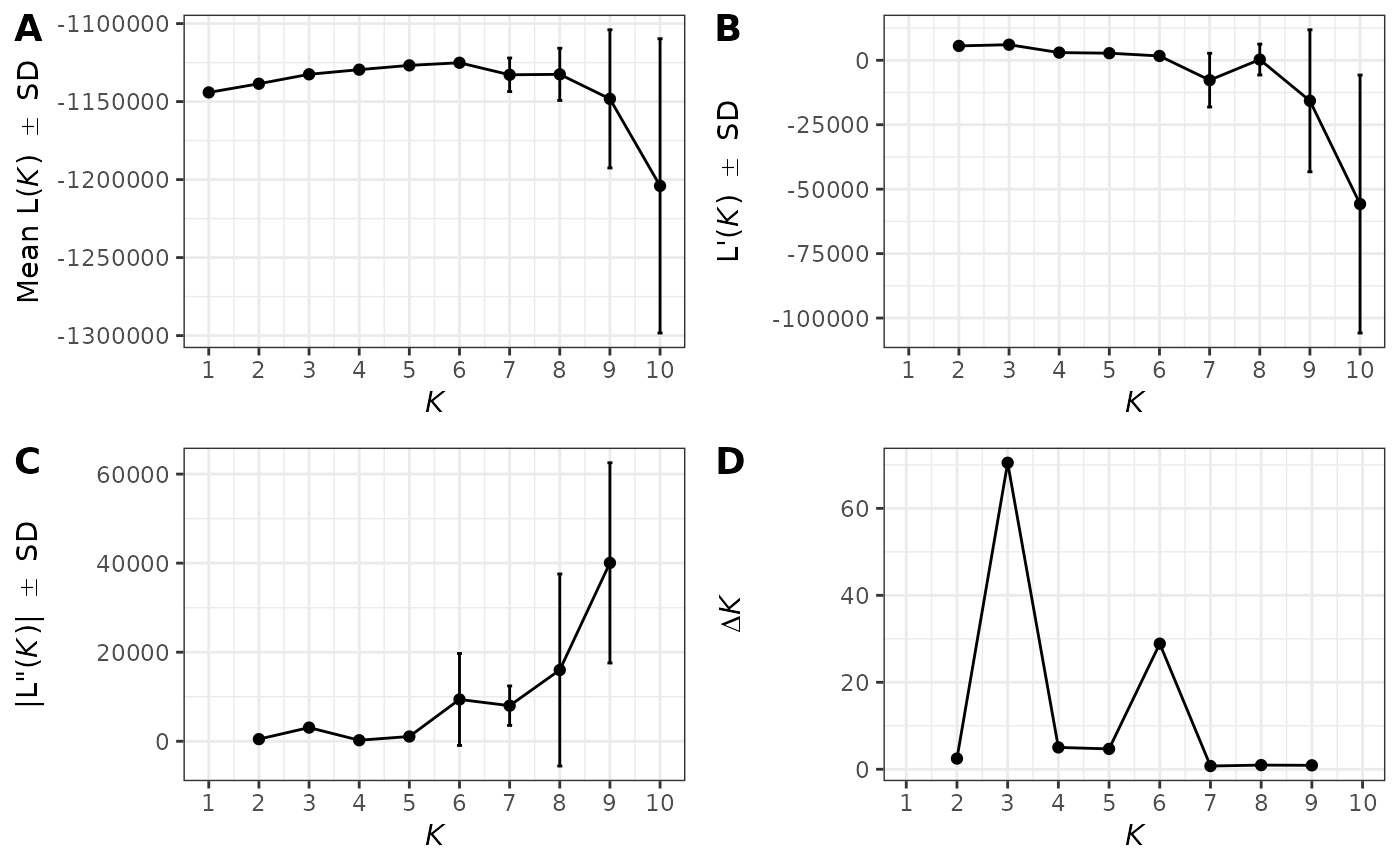 A
Mean L(K) ± SD
-1100000
-1150000
-1200000
-1250000
-1300000
1 2 3 4 5 6 7 8 9 10
K
B
L'(K) ± SD
0
-25000
-50000
-75000
-100000
1 2 3 4 5 6 7 8 9 10
K
C
|L"(K)| ± SD
60000
40000
20000
0
1 2 3 4 5 6 7 8 9 10
K
D
ΔK
60
40
20
0
1 2 3 4 5 6 7 8 9 10
K